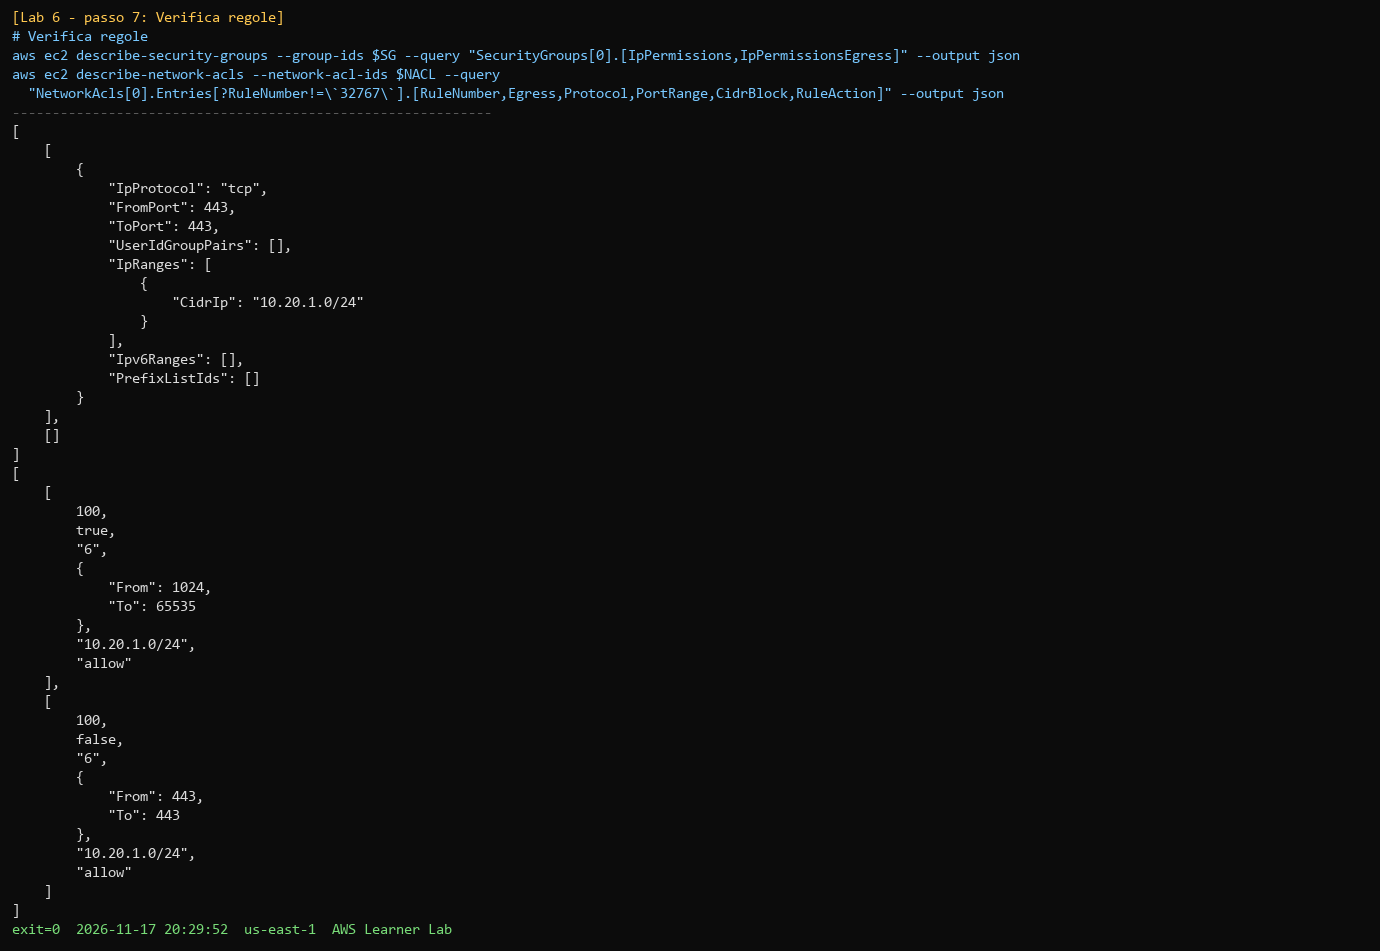 [Lab 6 - passo 7: Verifica regole]
# Verifica regole
aws ec2 describe-security-groups --group-ids $SG --query "SecurityGroups[0].[IpPermissions,IpPermissionsEgress]" --output json
aws ec2 describe-network-acls --network-acl-ids $NACL --query
  "NetworkAcls[0].Entries[?RuleNumber!=\`32767\`].[RuleNumber,Egress,Protocol,PortRange,CidrBlock,RuleAction]" --output json
------------------------------------------------------------
[
    [
        {
            "IpProtocol": "tcp",
            "FromPort": 443,
            "ToPort": 443,
            "UserIdGroupPairs": [],
            "IpRanges": [
                {
                    "CidrIp": "10.20.1.0/24"
                }
            ],
            "Ipv6Ranges": [],
            "PrefixListIds": []
        }
    ],
    []
]
[
    [
        100,
        true,
        "6",
        {
            "From": 1024,
            "To": 65535
        },
        "10.20.1.0/24",
        "allow"
    ],
    [
        100,
        false,
        "6",
        {
            "From": 443,
            "To": 443
        },
        "10.20.1.0/24",
        "allow"
    ]
]
exit=0  2026-11-17 20:29:52  us-east-1  AWS Learner Lab